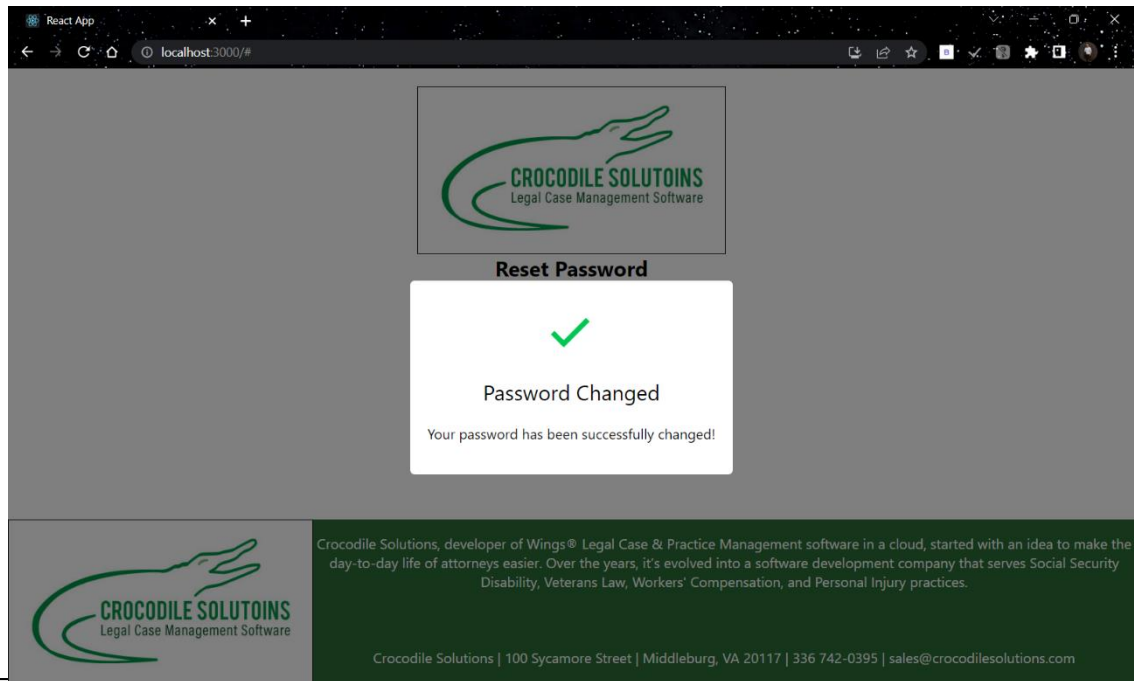 React App
localhost:3000/#
CROCODILE SOLUTOINS
Legal Case Management Software
Reset Password
Password Changed
Your password has been successfully changed!
CROCODILE SOLUTOINS
Legal Case Management Software
Crocodile Solutions, developer of Wings® Legal Case & Practice Management software in a cloud, started with an idea to make the
day-to-day life of attorneys easier. Over the years, it's evolved into a software development company that serves Social Security
Disability, Veterans Law, Workers' Compensation, and Personal Injury practices.
Crocodile Solutions | 100 Sycamore Street | Middleburg, VA 20117 | 336 742-0395 | sales@crocodilesolutions.com